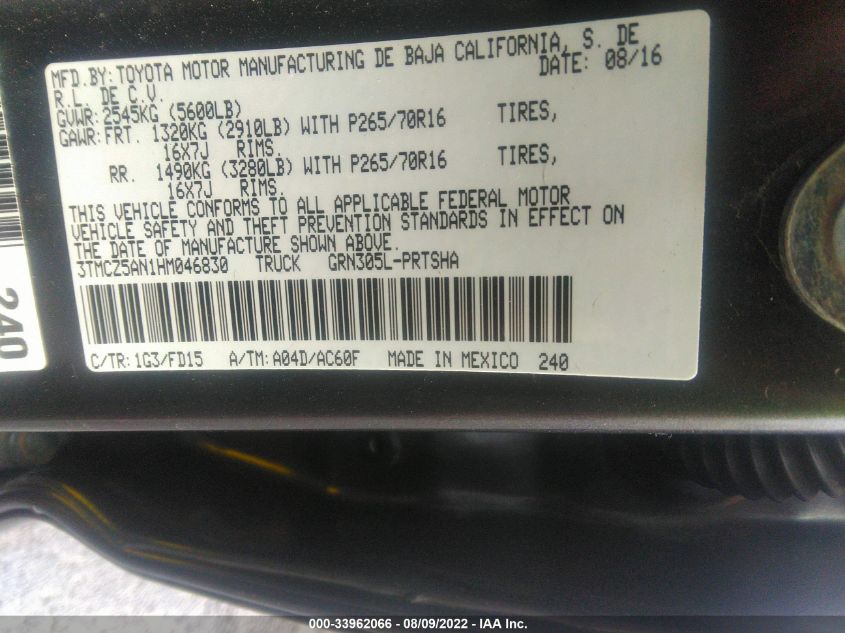 MFD.BY:TOYOTA MOTOR MANUFACTURING DE BAJA CALIFORNIA, S. DE
R.L. DE C.V. DATE: 08/16
GVWR:2545KG (5600LB)
GAWR:FRT. 1320KG (2910LB) WITH P265/70R16 TIRES,
16X7J RIMS.
RR. 1490KG (3280LB) WITH P265/70R16 TIRES,
16X7J RIMS.
THIS VEHICLE CONFORMS TO ALL APPLICABLE FEDERAL MOTOR
VEHICLE SAFETY AND THEFT PREVENTION STANDARDS IN EFFECT ON
THE DATE OF MANUFACTURE SHOWN ABOVE.
3TMCZ5AN1HM046830 TRUCK GRN305L-PRTSHA
C/TR:1G3/FD15 A/TM:A04D/AC60F MADE IN MEXICO 240
240
000-33962066 - 08/09/2022 - IAA Inc.